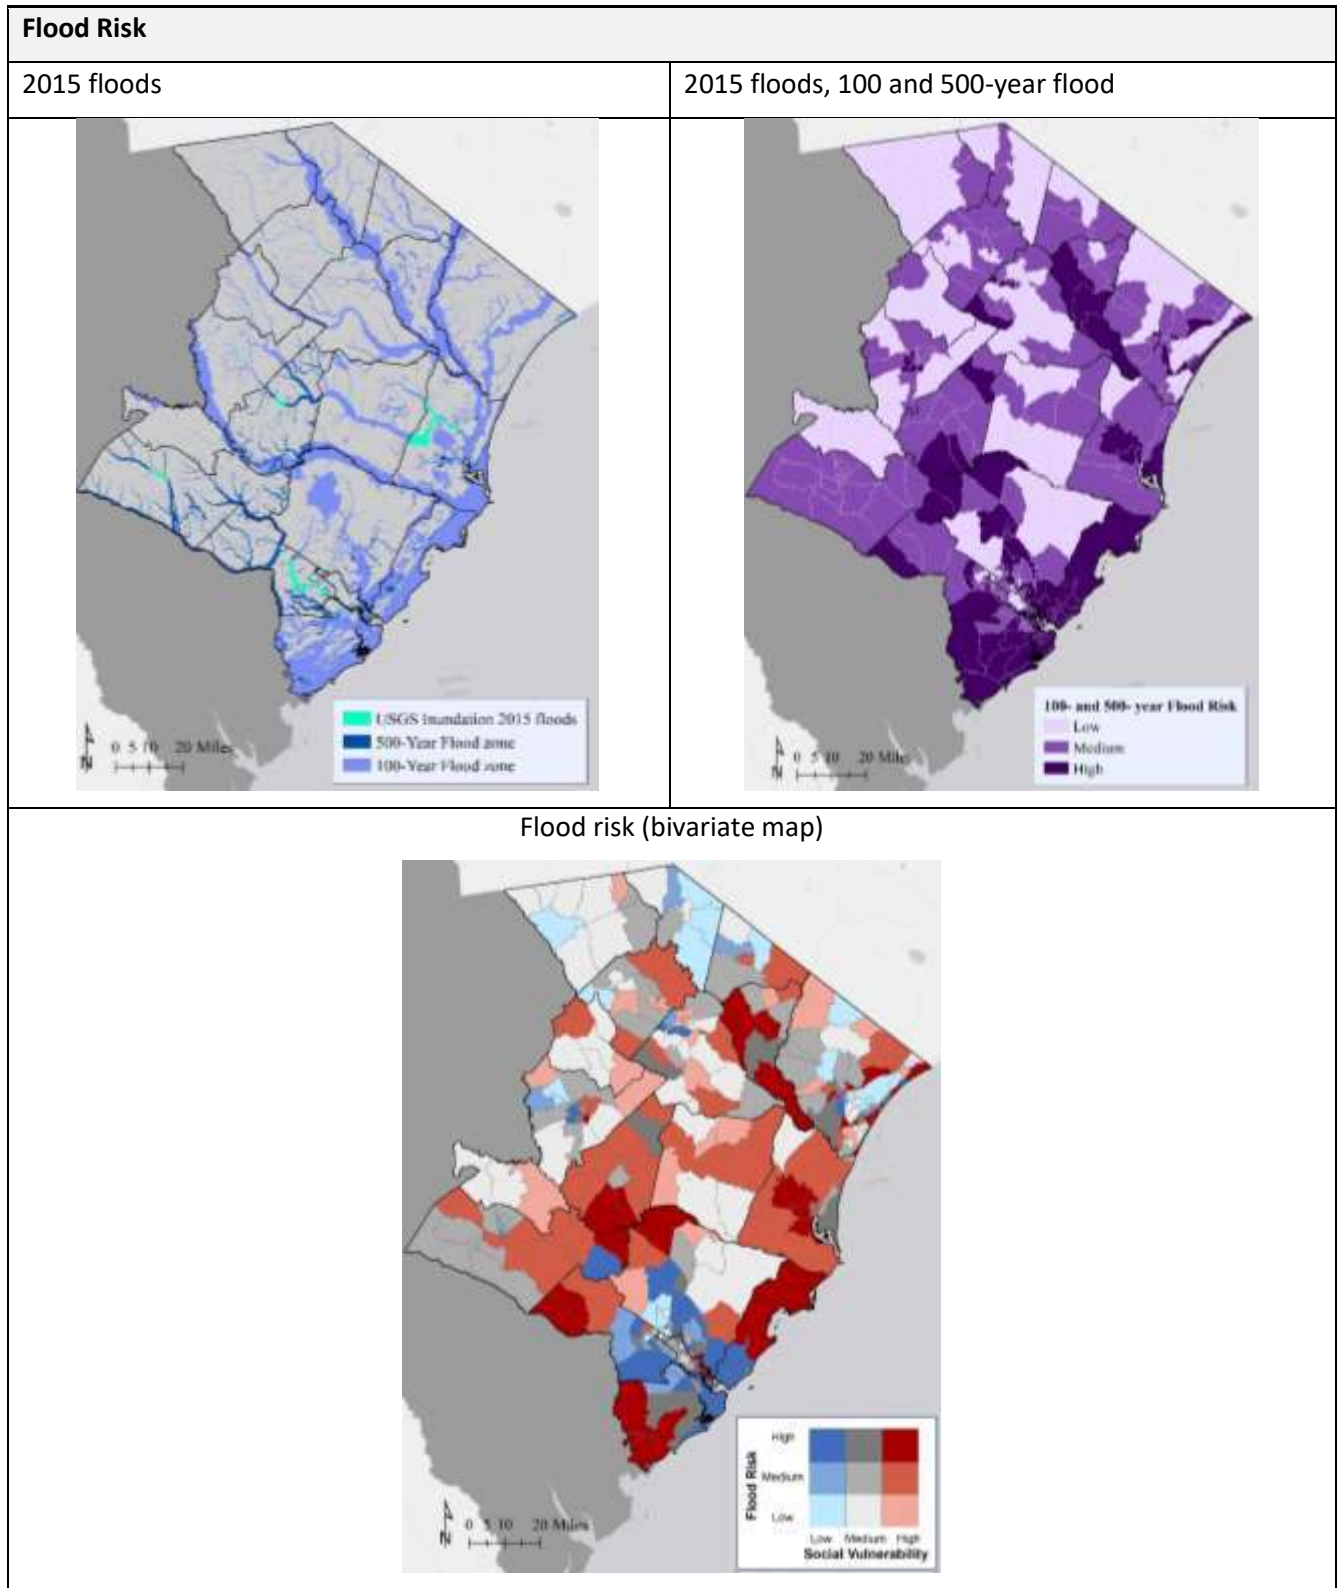 Flood Risk
2015 floods
2015 floods, 100 and 500-year flood
USGS Inundation 2015 floods
500-Year Flood zone
100-Year Flood zone
0 5 10 20 Miles
N
100- and 500- year Flood Risk
Low
Medium
High
0 5 10 20 Miles
N
Flood risk (bivariate map)
High
Medium
Low
Flood Risk
Low Medium High
Social Vulnerability
0 5 10 20 Miles
N